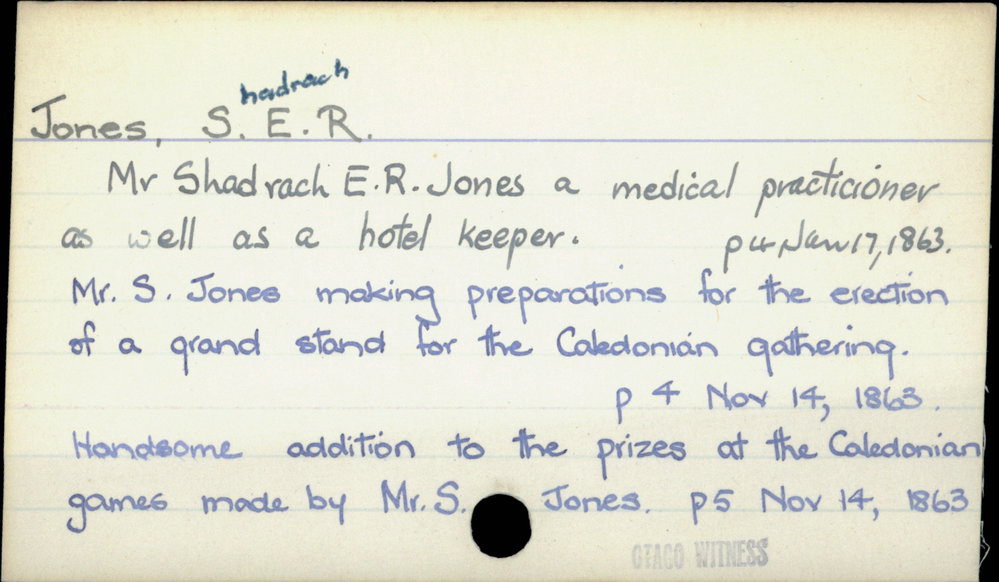 hadrach
Jones, S. E. R.
Mr Shadrach E.R. Jones a medical practicioner
as well as a hotel keeper. p 4 Jan 17, 1863.
Mr. S. Jones making preparations for the erection
of a grand stand for the Caledonian gathering.
p 4 Nov 14, 1863.
Handsome addition to the prizes at the Caledonian
games made by Mr. S. Jones. p5 Nov 14, 1863
OTAGO WITNESS